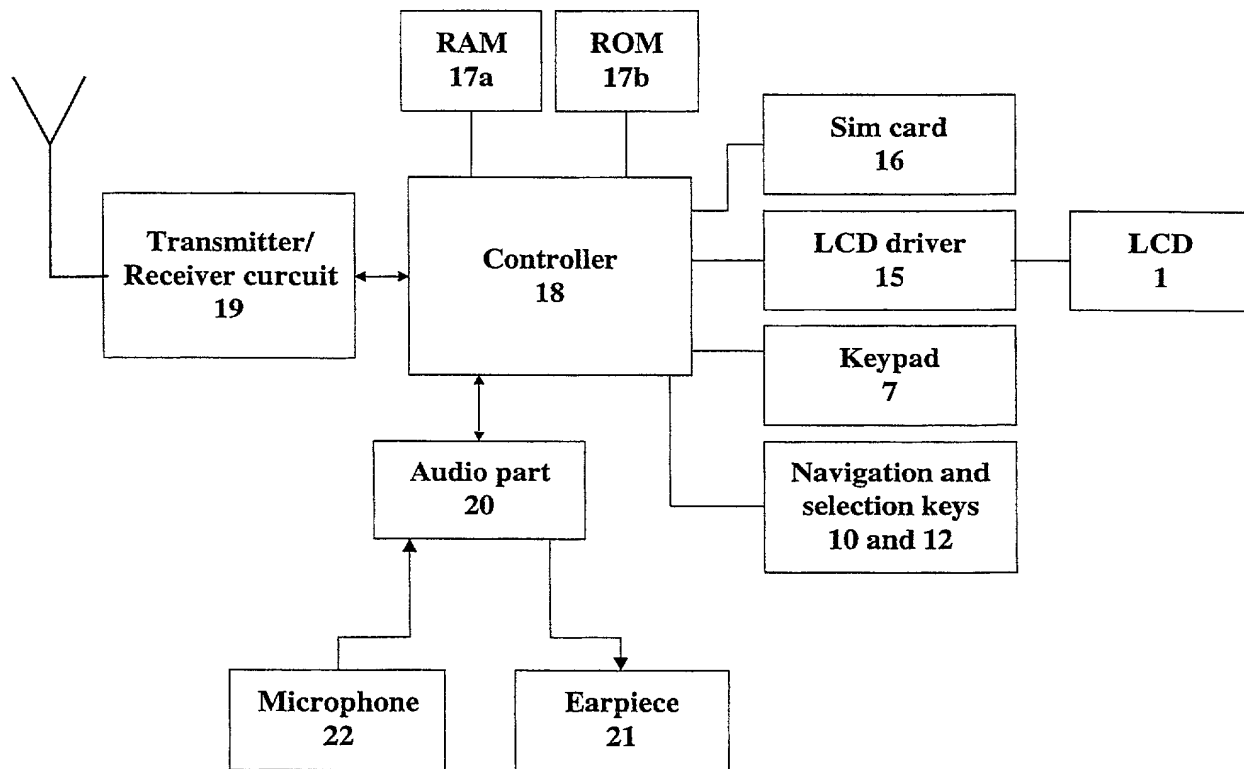 RAM
17a
ROM
17b
Sim card
16
Transmitter/
Receiver curcuit
19
Controller
18
LCD driver
15
LCD
1
Keypad
7
Audio part
20
Navigation and
selection keys
10 and 12
Microphone
22
Earpiece
21